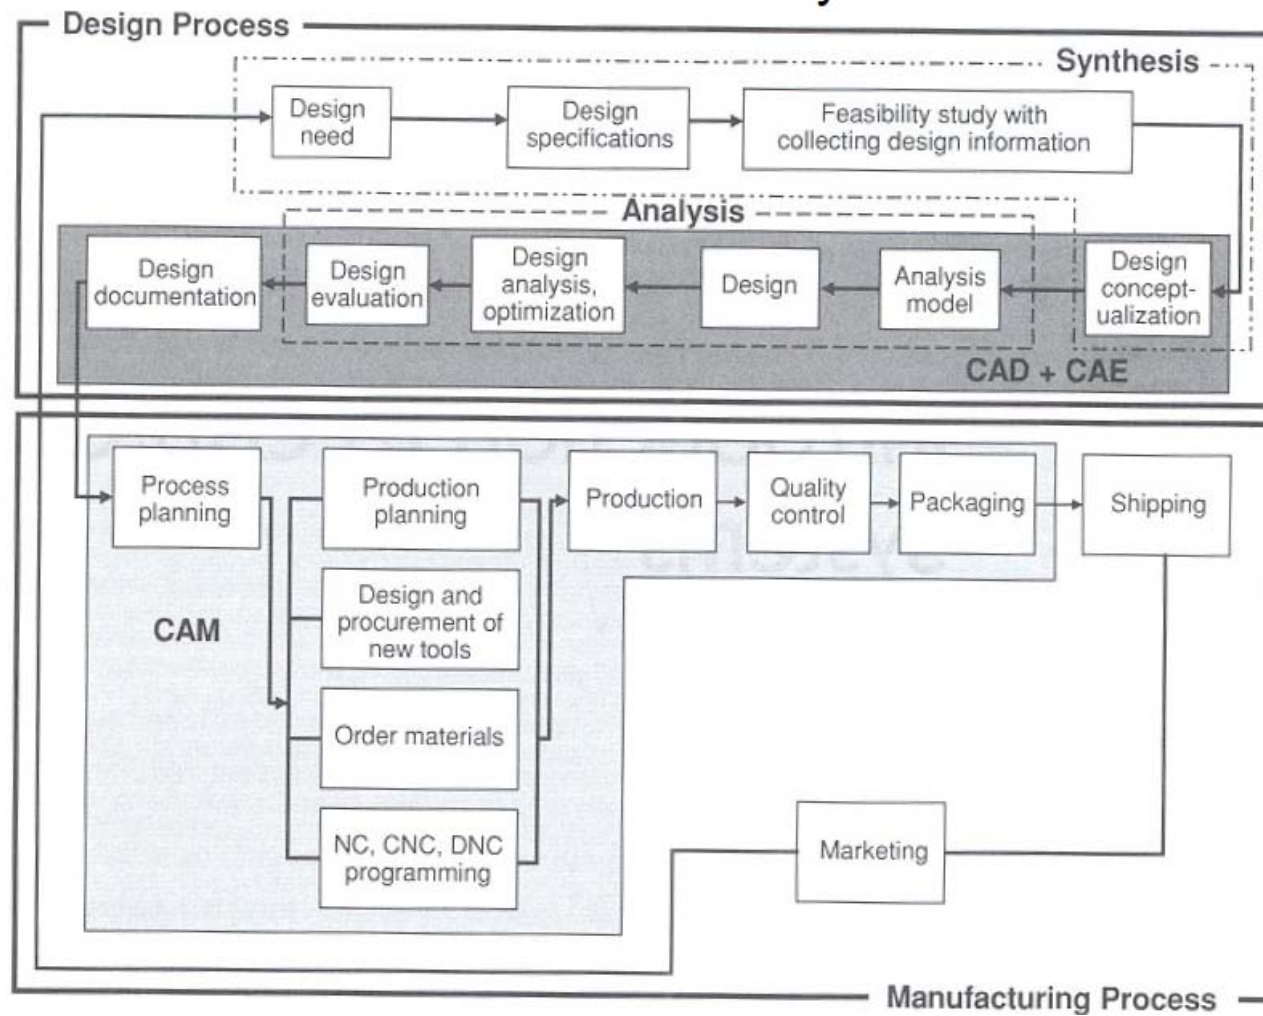 Design Process
Synthesis
Design
need
Design
specifications
Feasibility study with
collecting design information
Analysis
Design
documentation
Design
evaluation
Design
analysis,
optimization
Design
Analysis
model
Design
concept-
ualization
CAD + CAE
Process
planning
Production
planning
Production
Quality
control
Packaging
Shipping
Design and
procurement of
new tools
CAM
Order materials
NC, CNC, DNC
programming
Marketing
Manufacturing Process